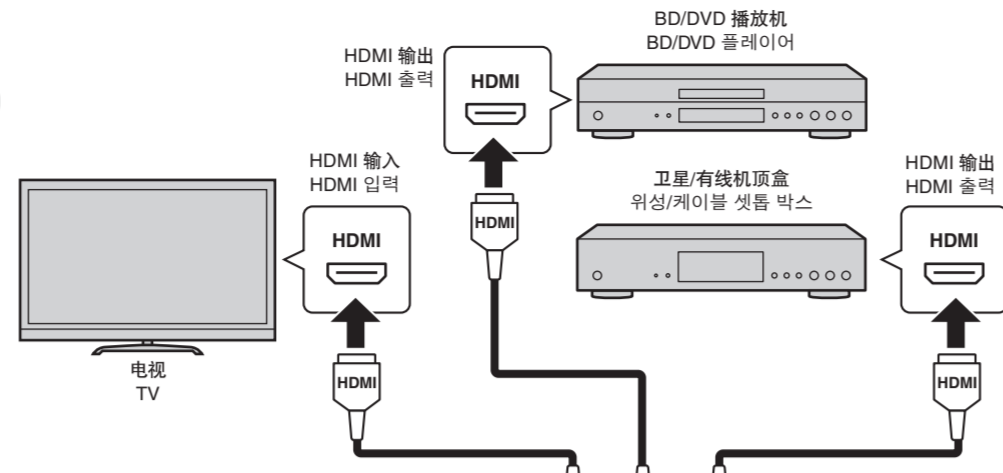 BD/DVD 播放机
BD/DVD 플레이어
HDMI 输出
HDMI 출력
HDMI
HDMI 输入
HDMI 입력
HDMI
HDMI
卫星/有线机顶盒
위성/케이블 셋톱 박스
HDMI 输出
HDMI 출력
HDMI
电视
TV
HDMI
HDMI